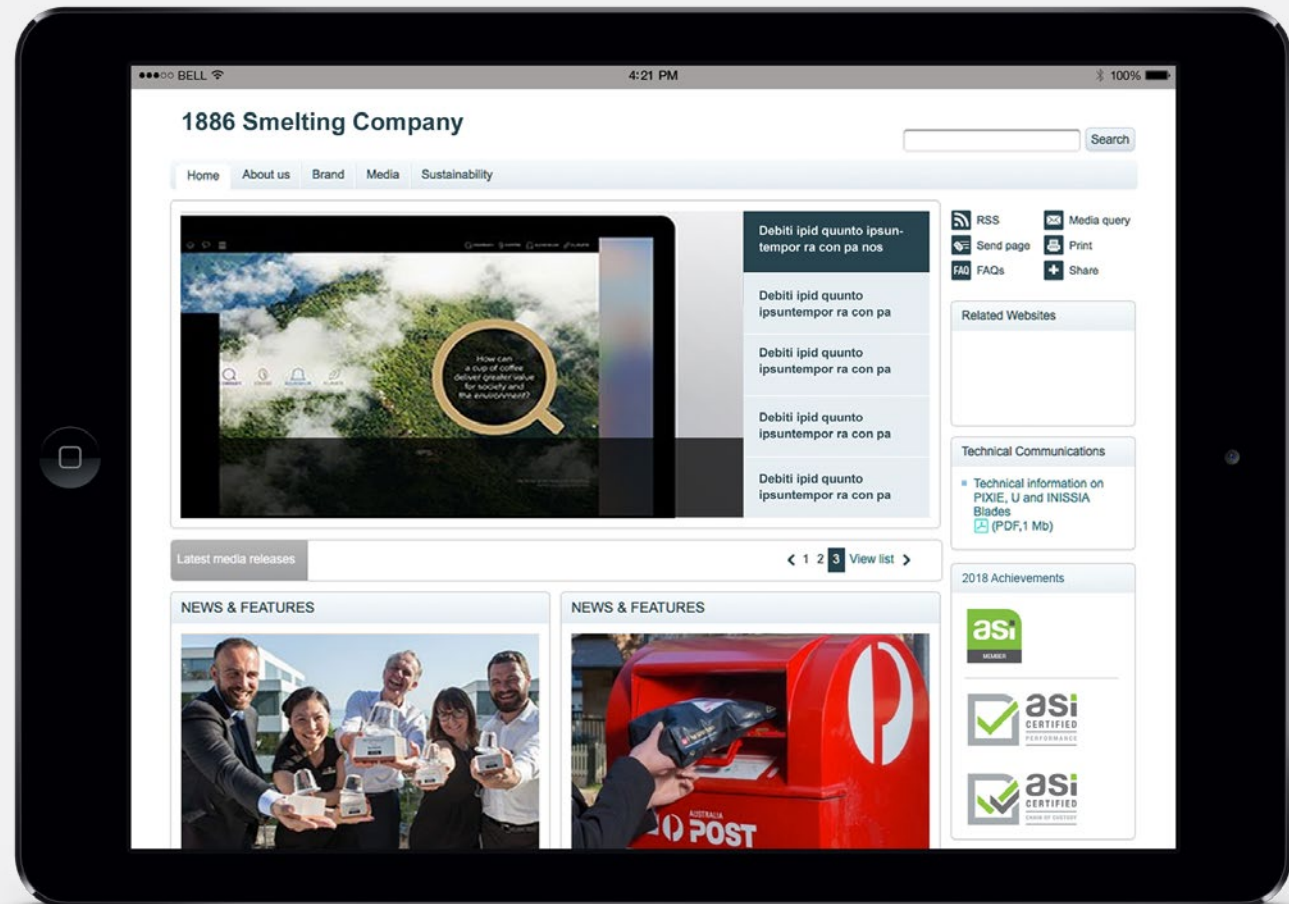 BELL
4:21 PM
100%
1886 Smelting Company
Search
Home
About us
Brand
Media
Sustainability
How can
a cup of coffee
deliver greater value
for society and
the environment?
Debiti ipid quunto ipsun-
tempor ra con pa nos
Debiti ipid quunto
ipsuntempor ra con pa
Debiti ipid quunto
ipsuntempor ra con pa
Debiti ipid quunto
ipsuntempor ra con pa
Debiti ipid quunto
ipsuntempor ra con pa
RSS
Media query
Send page
Print
FAQ FAQs
Share
Related Websites
Technical Communications
Technical information on
PIXIE, U and INISSIA
Blades
(PDF,1 Mb)
Latest media releases
1 2 3 View list
2018 Achievements
asi
MEMBER
asi
CERTIFIED
PERFORMANCE
asi
CERTIFIED
CHAIN OF CUSTODY
NEWS & FEATURES
NEWS & FEATURES
AUSTRALIA
POST